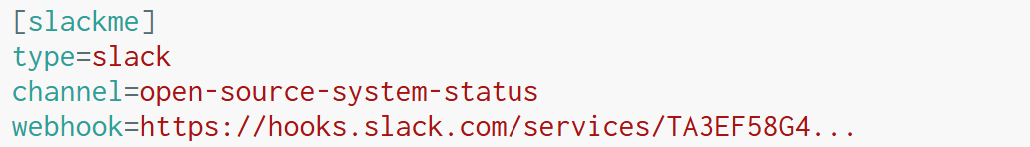 [slackme]
type=slack
channel=open-source-system-status
webhook=https://hooks.slack.com/services/TA3EF58G4...